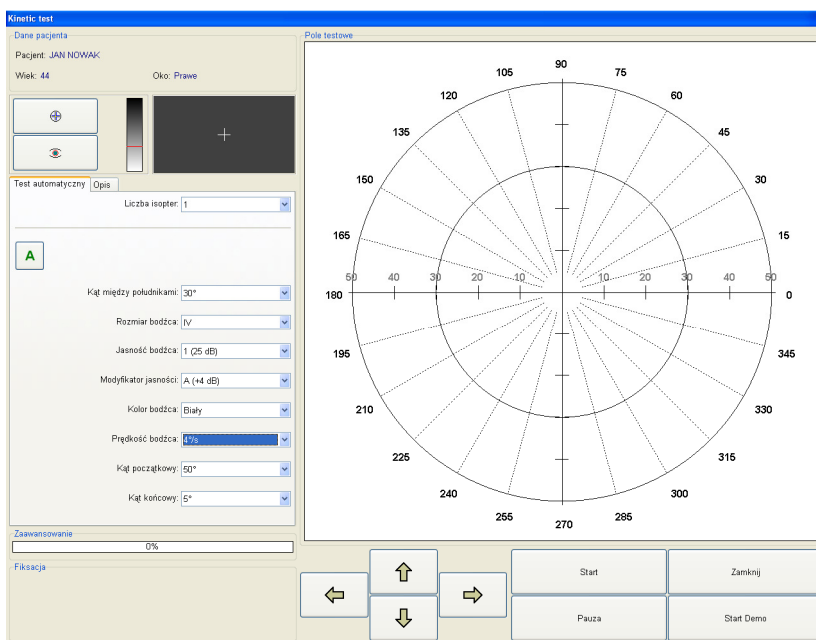 Kinetic test
Dane pacjenta
Pacjent: JAN NOWAK
Wiek: 44 Oko: Prawe
Test automatyczny Opis
Liczba isopter: 1
A
Kąt między południkami: 30°
Rozmiar bodźca: IV
Jasność bodźca: 1 (25 dB)
Modyfikator jasności: A (+4 dB)
Kolor bodźca: Biały
Prędkość bodźca: 4°/s
Kąt początkowy: 50°
Kąt końcowy: 5°
Zaawansowanie
0%
Fiksacja
Pole testowe
90
105 75
120 60
135 45
150 30
165 15
50 40 30 20 10 10 20 30 40 50
180 0
195 345
210 330
225 315
240 300
255 285
270
Start Zamknij
Pauza Start Demo